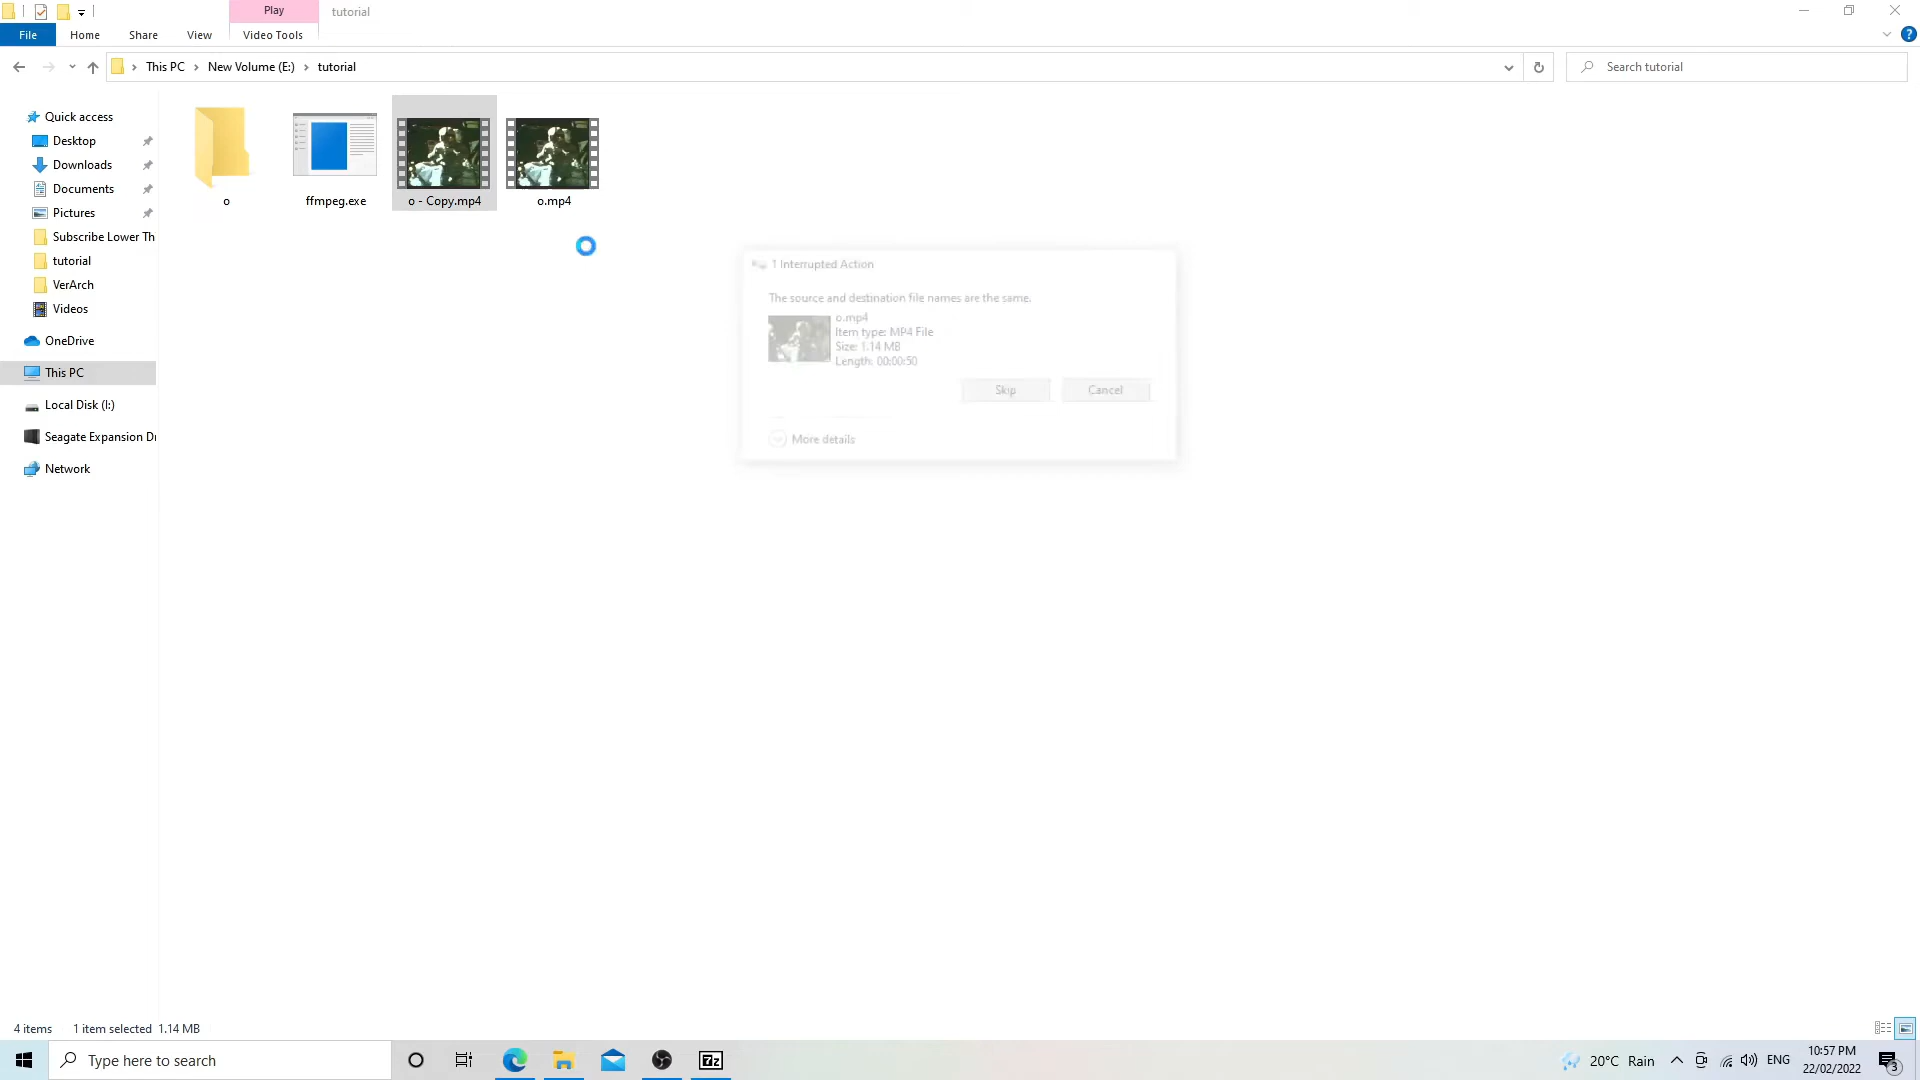 Play
tutorial
File
Home
Share
View
Video Tools
This PC
New Volume (E:)
tutorial
Search tutorial
Quick access
Desktop
Downloads
Documents
Pictures
Subscribe Lower Th
tutorial
VerArch
Videos
OneDrive
This PC
Local Disk (I:)
Seagate Expansion Dr
Network
o
ffmpeg.exe
o - Copy.mp4
o.mp4
1 Interrupted Action
The source and destination file names are the same.
o.mp4
Item type: MP4 File
Size: 1.14 MB
Length: 00:00:50
Skip
Cancel
More details
4 items
1 item selected 1.14 MB
Type here to search
7z
20°C Rain
ENG
10:57 PM
22/02/2022
3